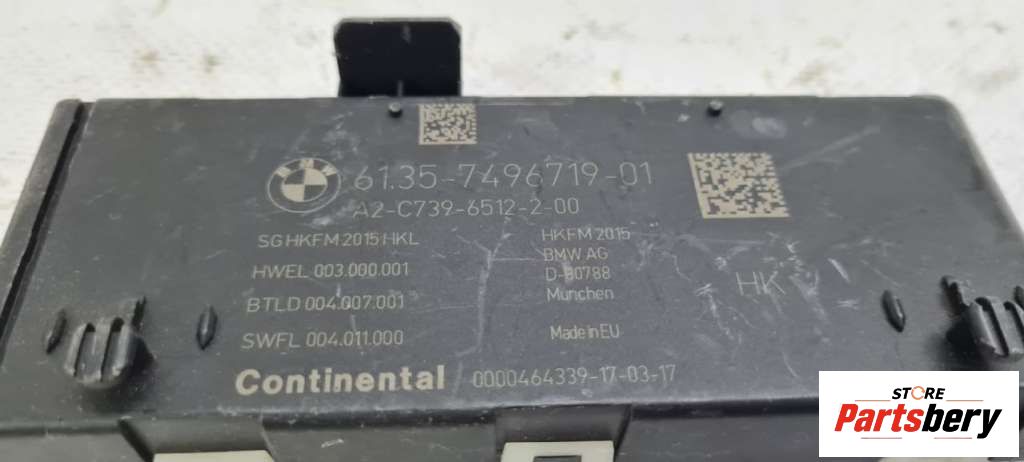 BMW
61.35-7496719-01
A2-C739-6512-2-00
SG HKFM 2015 HKL
HWEL 003.000.001
BTLD 004.007.001
SWFL 004.011.000
HKFM 2015
BMW AG
D-80788
München
Made in EU
HK
Continental 0000464339-17-03-17
STORE
Partsbery